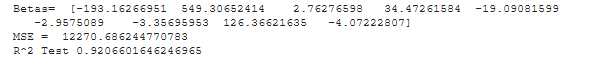 Betas=  [-193.16266951  549.30652414    2.76276598   34.47261584  -19.09081599
   -2.9575089    -3.35695953  126.36621635   -4.07222807]
MSE =  12270.686244770783
R^2 Test 0.9206601646246965